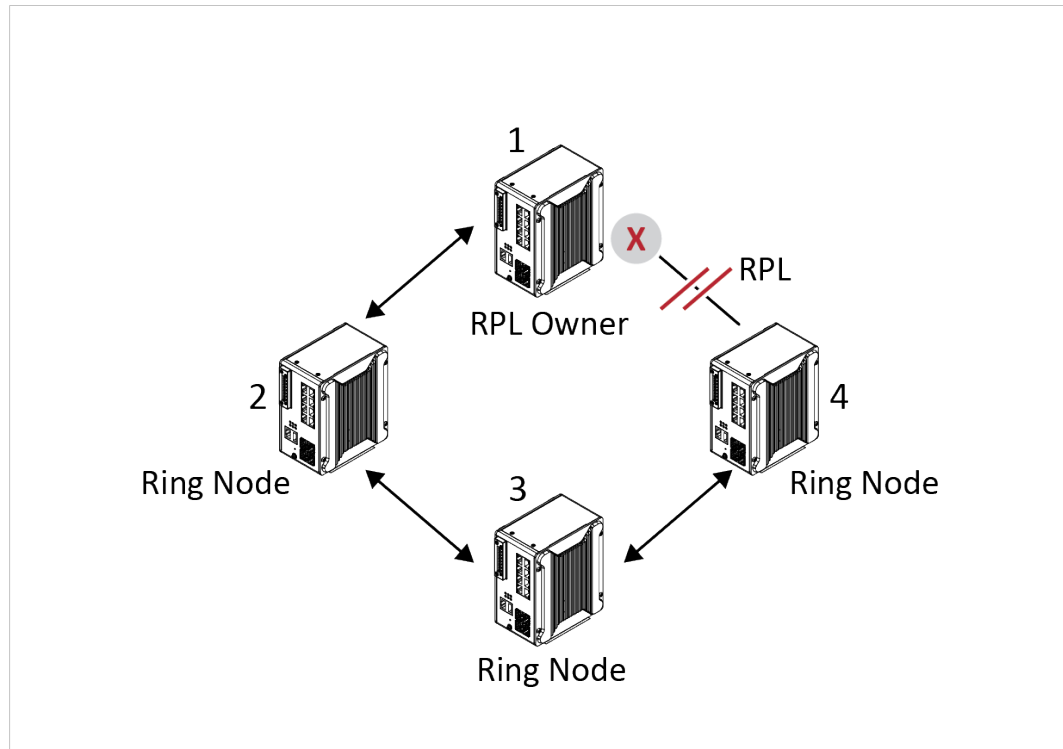 1
X
RPL
RPL Owner
2
4
Ring Node
3
Ring Node
Ring Node